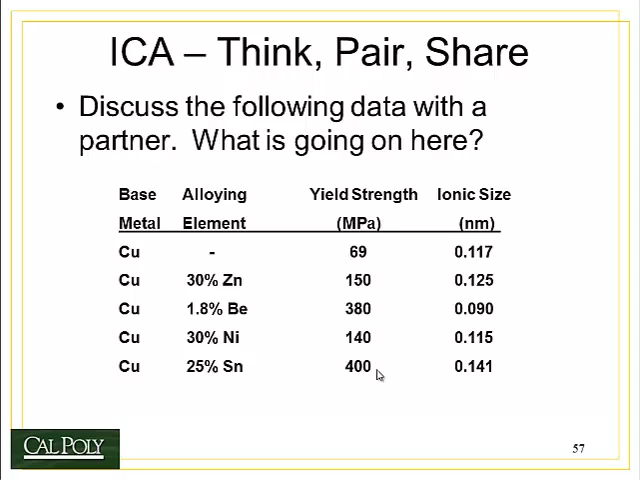 ICA – Think, Pair, Share
• Discuss the following data with a
partner. What is going on here?
Base Alloying Yield Strength Ionic Size
Metal Element (MPa) (nm)
Cu - 69 0.117
Cu 30% Zn 150 0.125
Cu 1.8% Be 380 0.090
Cu 30% Ni 140 0.115
Cu 25% Sn 400 0.141
CAL POLY
57